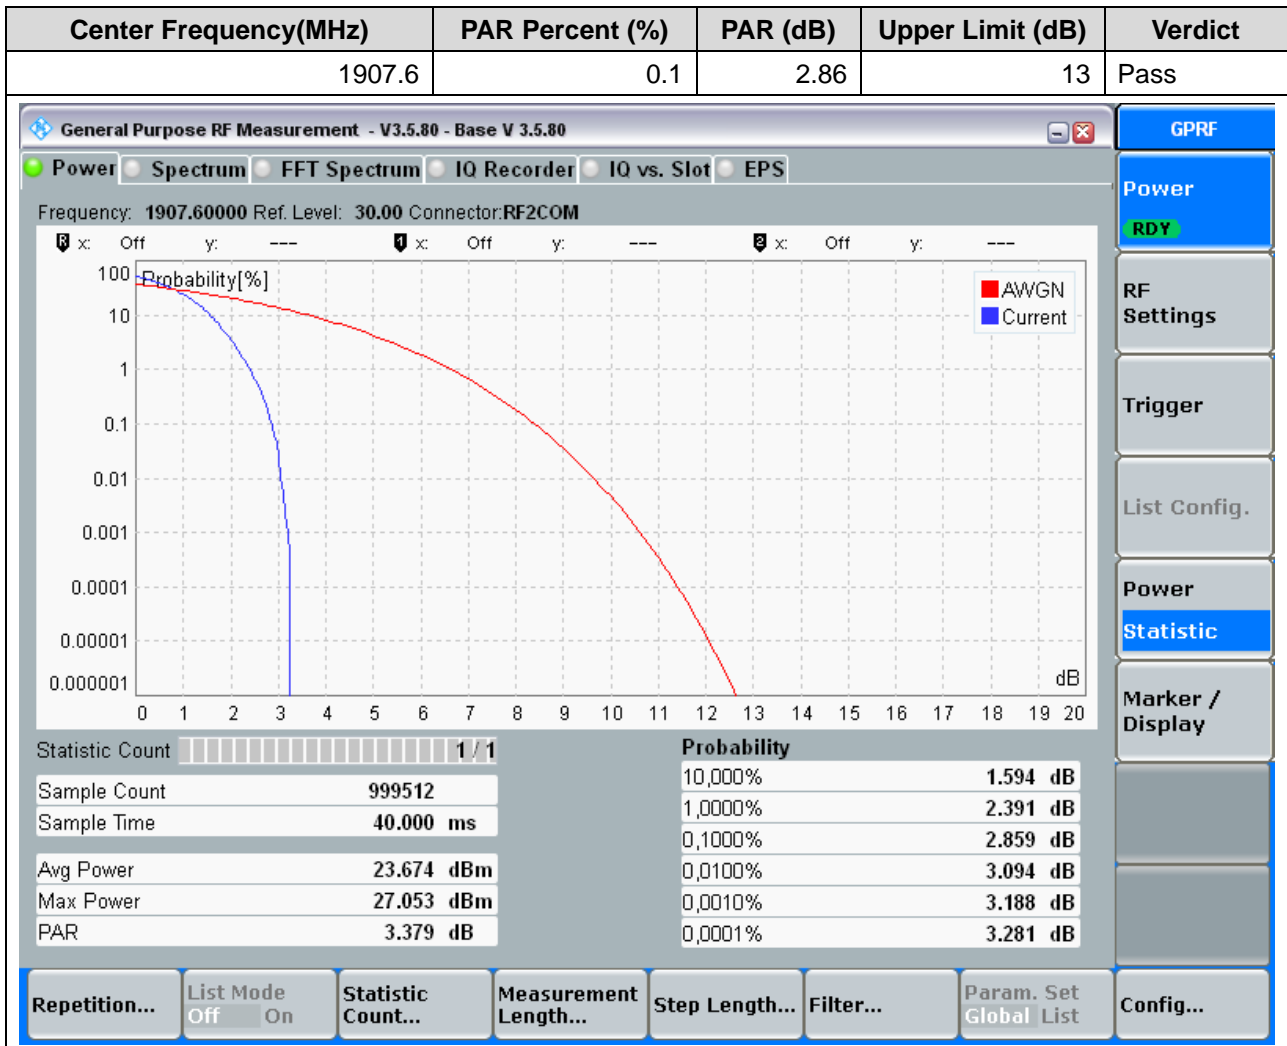 Center Frequency(MHz) PAR Percent (%) PAR (dB) Upper Limit (dB) Verdict
1907.6 0.1 2.86 13 Pass
General Purpose RF Measurement - V3.5.80 - Base V 3.5.80
GPRF
Power Spectrum FFT Spectrum IQ Recorder IQ vs. Slot EPS
Frequency: 1907.60000 Ref. Level: 30.00 Connector:RF2COM
R x: Off y: --- 1 x: Off y: --- 2 x: Off y: ---
Probability[%]
AWGN
Current
100
10
1
0.1
0.01
0.001
0.0001
0.00001
0.000001
dB
0 1 2 3 4 5 6 7 8 9 10 11 12 13 14 15 16 17 18 19 20
Statistic Count 1 / 1
Sample Count 999512
Sample Time 40.000 ms
Avg Power 23.674 dBm
Max Power 27.053 dBm
PAR 3.379 dB
Probability
10,000% 1.594 dB
1,0000% 2.391 dB
0,1000% 2.859 dB
0,0100% 3.094 dB
0,0010% 3.188 dB
0,0001% 3.281 dB
Power
RDY
RF
Settings
Trigger
List Config.
Power
Statistic
Marker /
Display
Repetition...
List Mode
Off On
Statistic
Count...
Measurement
Length...
Step Length...
Filter...
Param. Set
Global List
Config...